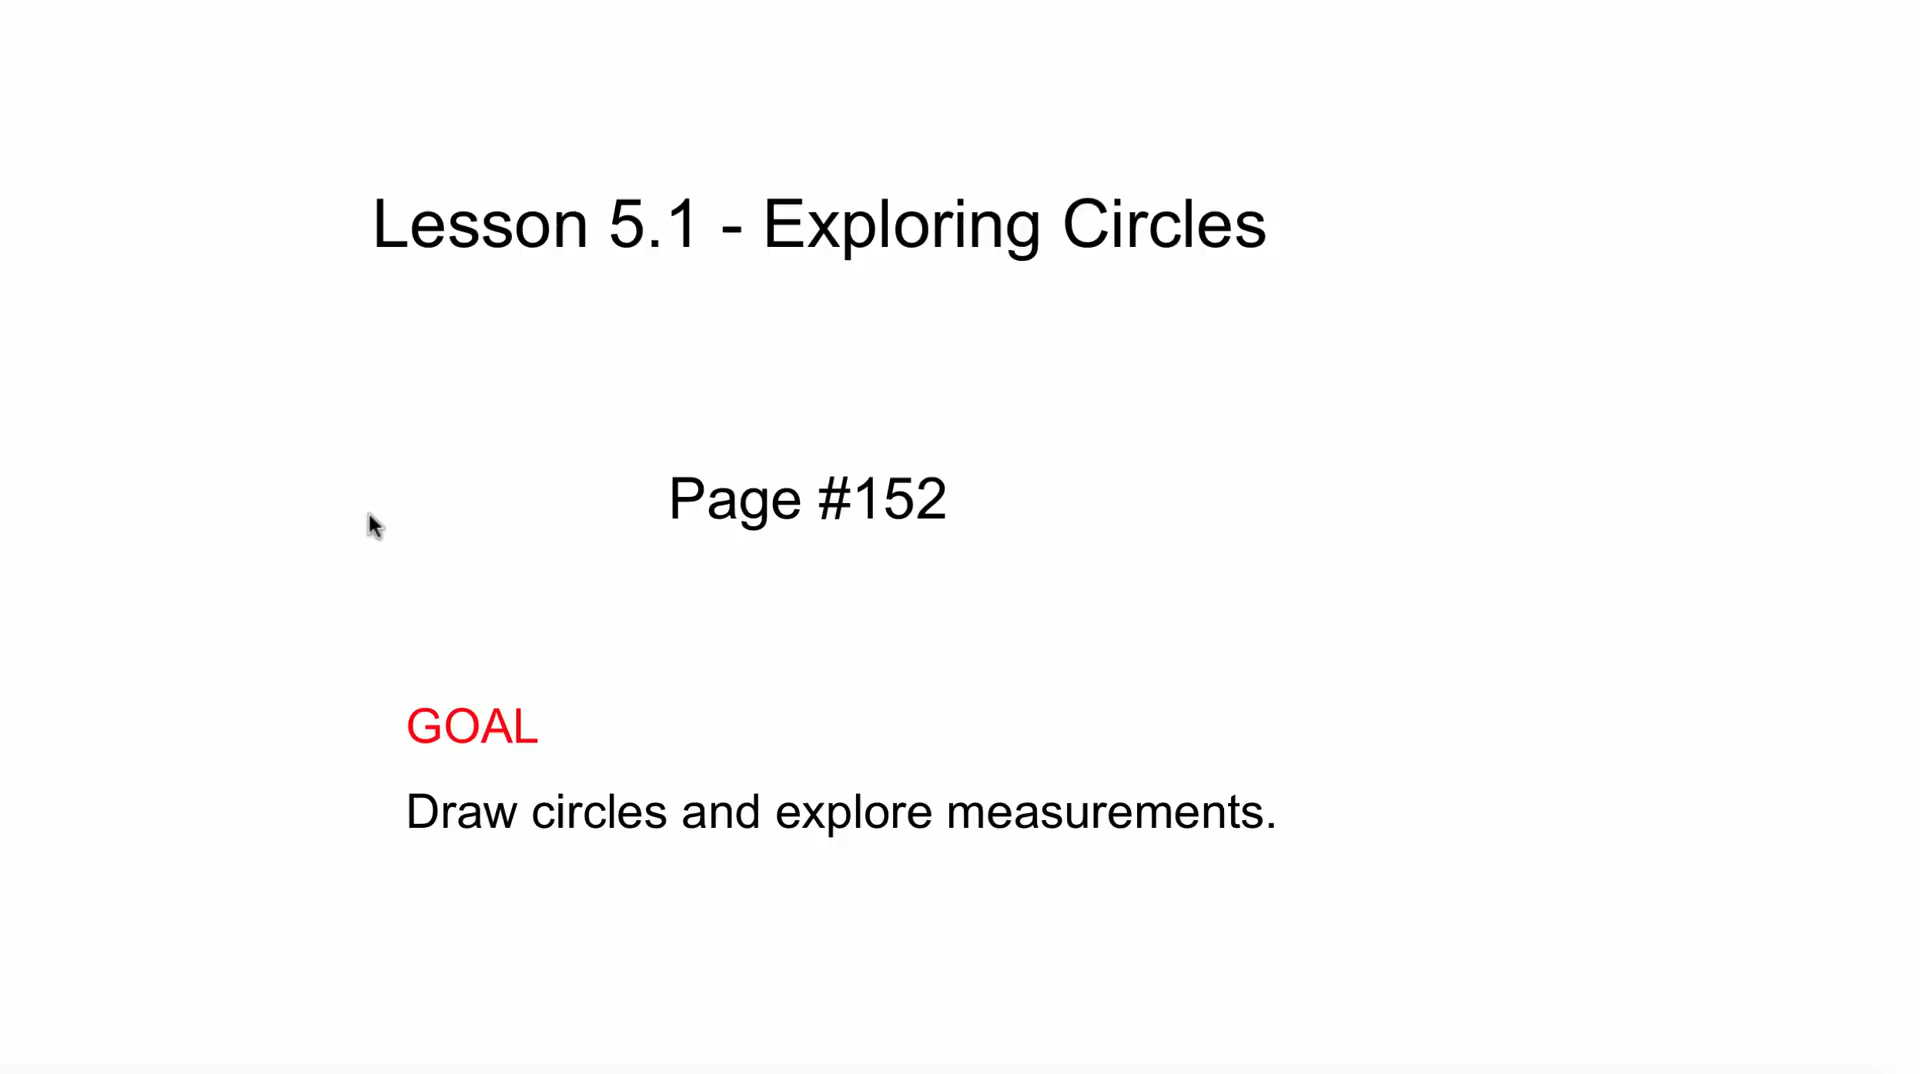 Lesson 5.1 - Exploring Circles
Page #152
GOAL
Draw circles and explore measurements.